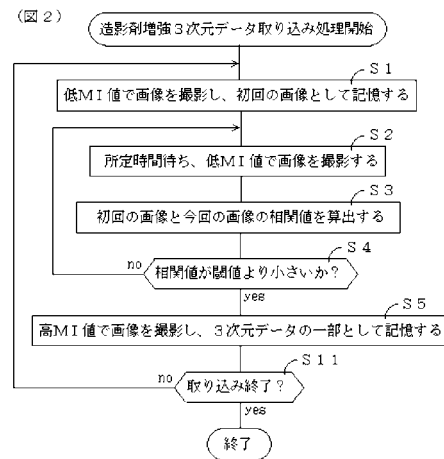 （図２）
造影剤増強３次元データ取り込み処理開始
Ｓ１
低ＭＩ値で画像を撮影し、初回の画像として記憶する
Ｓ２
所定時間待ち、低ＭＩ値で画像を撮影する
Ｓ３
初回の画像と今回の画像の相関値を算出する
Ｓ４
no
相関値が閾値より小さいか？
yes
Ｓ５
高ＭＩ値で画像を撮影し、３次元データの一部として記憶する
Ｓ１１
no
取り込み終了？
yes
終了